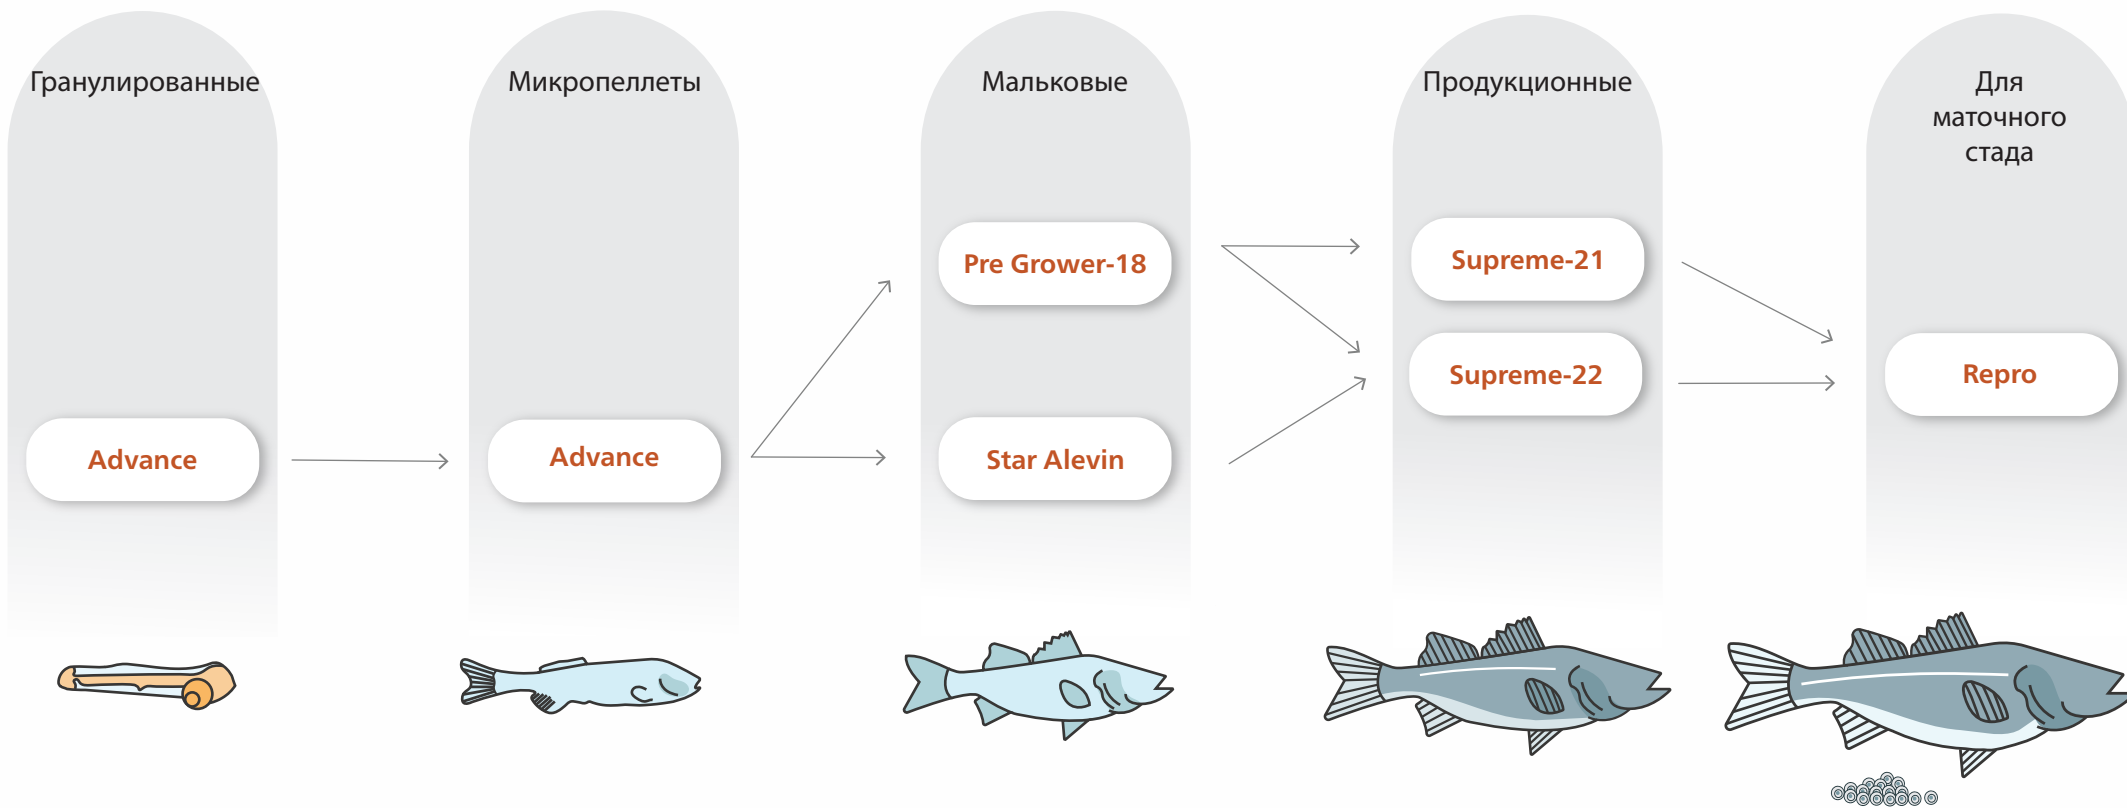 Гранулированные
Микропеллеты
Мальковые
Продукционные
Для
маточного
стада
Pre Grower-18
Supreme-21
Supreme-22
Repro
Advance
Advance
Star Alevin